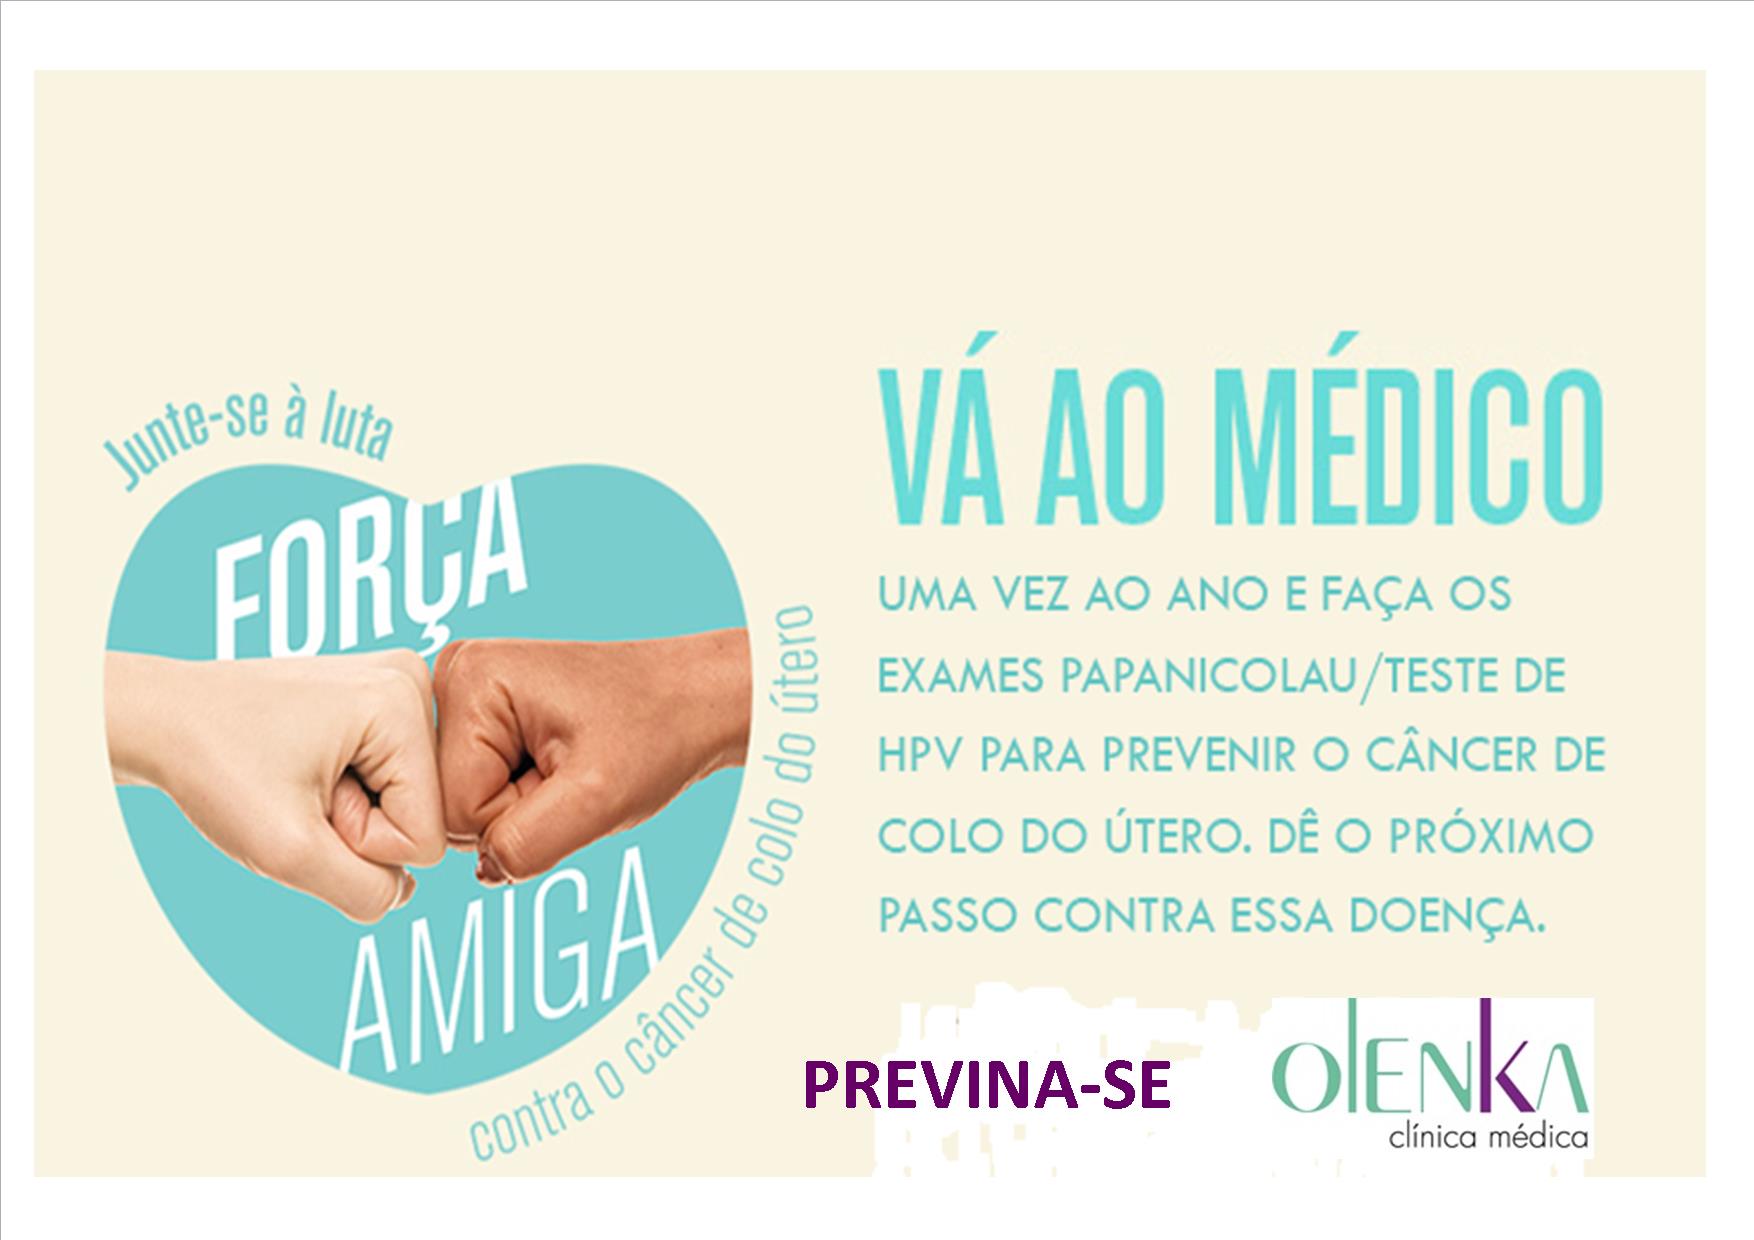 Junte-se à luta
FORÇA
AMIGA
contra o câncer de colo do útero
VÁ AO MÉDICO
UMA VEZ AO ANO E FAÇA OS
EXAMES PAPANICOLAU/TESTE DE
HPV PARA PREVENIR O CÂNCER DE
COLO DO ÚTERO. DÊ O PRÓXIMO
PASSO CONTRA ESSA DOENÇA.
PREVINA-SE
OlENKA
clínica médica